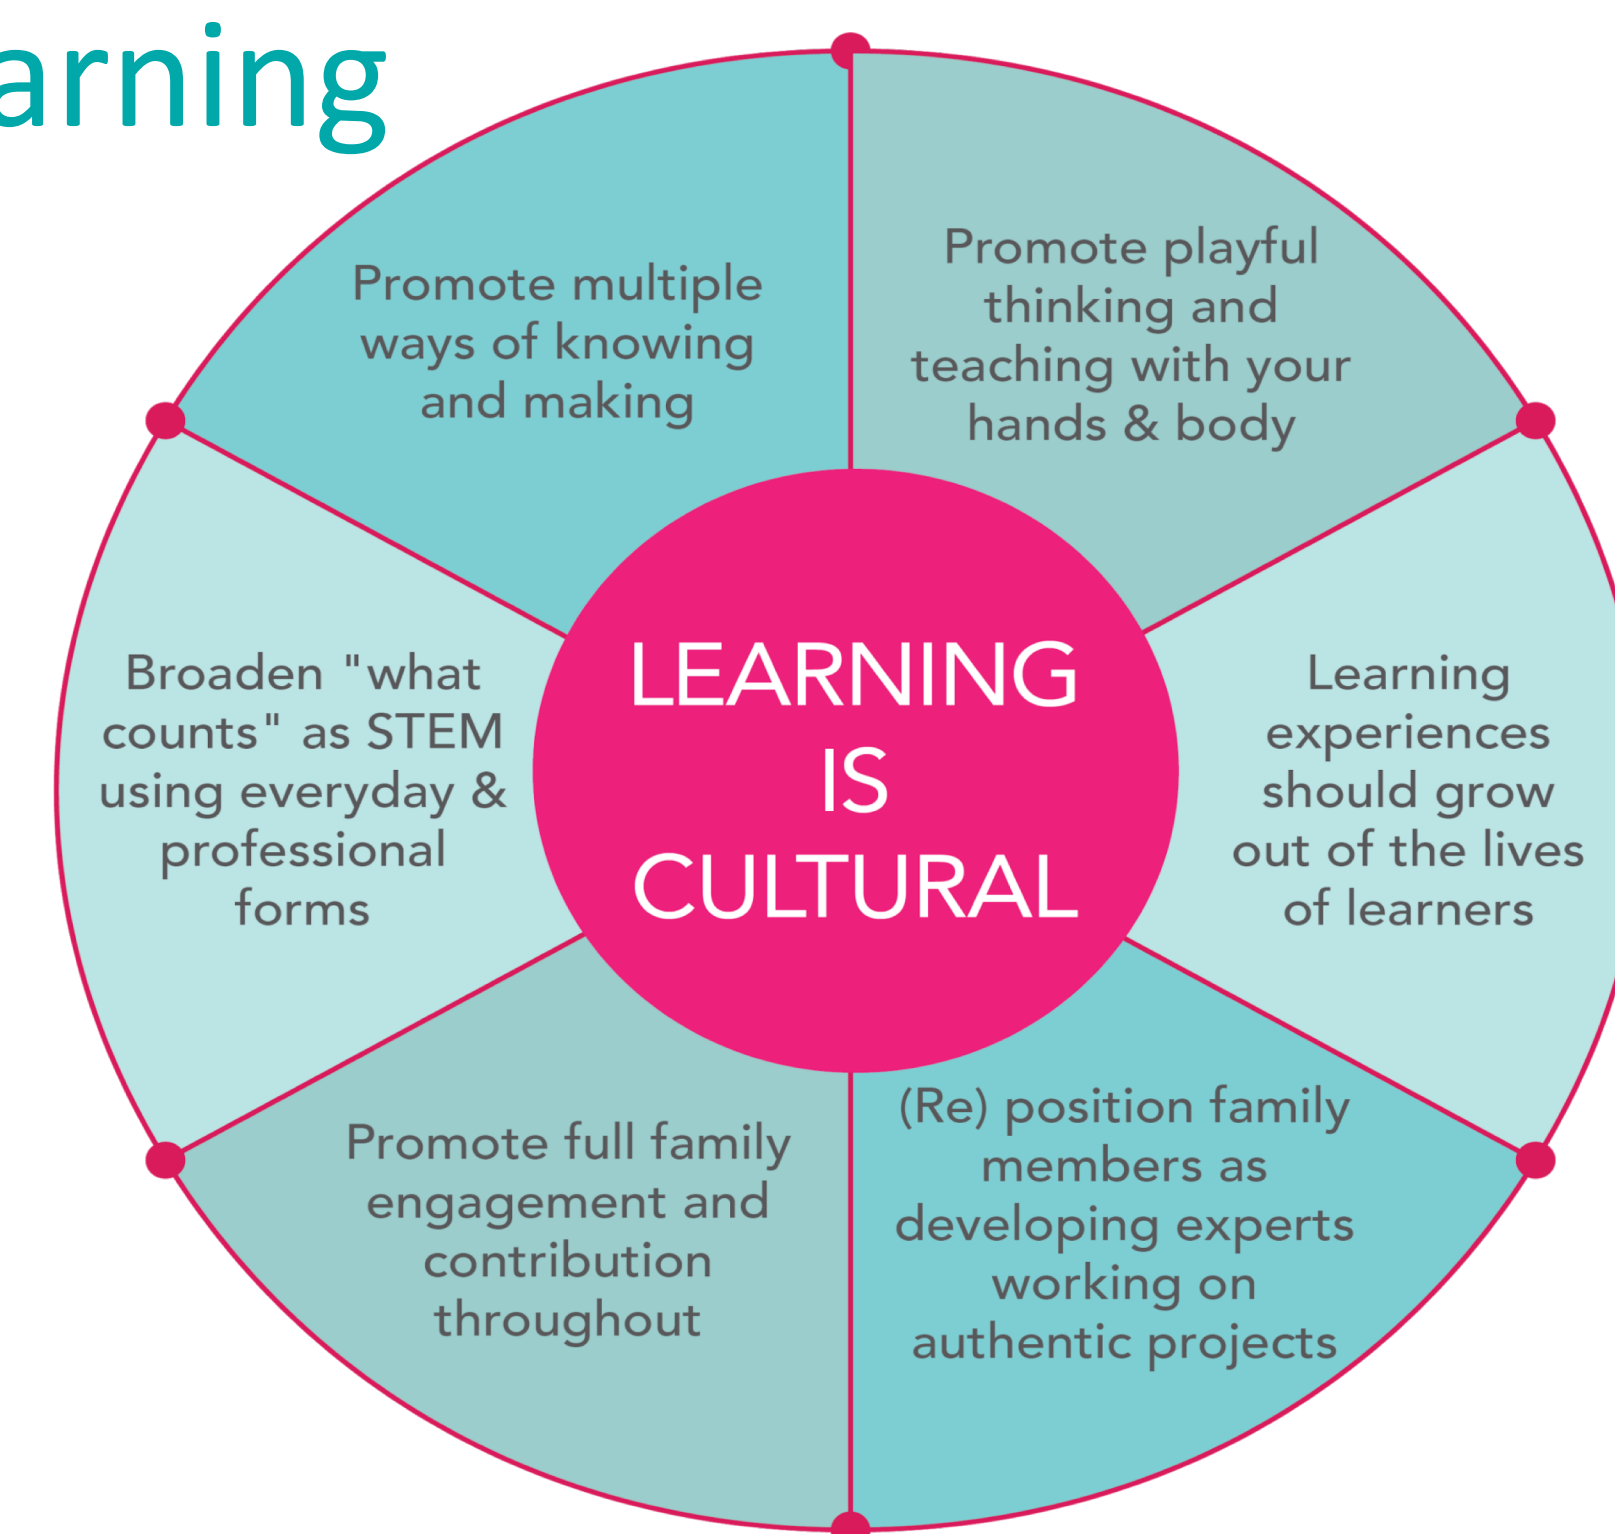 arning
Promote multiple
ways of knowing
and making
Promote playful
thinking and
teaching with your
hands & body
Broaden "what
counts" as STEM
using everyday &
professional
forms
LEARNING
IS
CULTURAL
Learning
experiences
should grow
out of the lives
of learners
Promote full family
engagement and
contribution
throughout
(Re) position family
members as
developing experts
working on
authentic projects